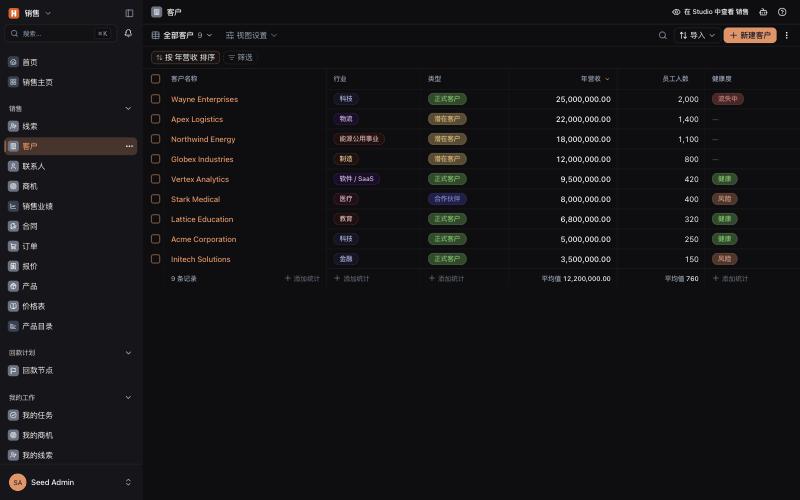 销售
搜索...
⌘K
首页
销售主页
销售
线索
客户
联系人
商机
销售业绩
合同
订单
报价
产品
价格表
产品目录
回款计划
回款节点
我的工作
我的任务
我的商机
我的线索
SA Seed Admin
客户
在 Studio 中查看 销售
全部客户 9 视图设置
导入 新建客户
按 年营收 排序 筛选
客户名称 行业 类型 年营收 员工人数 健康度
Wayne Enterprises 科技 正式客户 25,000,000.00 2,000 流失中
Apex Logistics 物流 潜在客户 22,000,000.00 1,400 —
Northwind Energy 能源公用事业 潜在客户 18,000,000.00 1,100 —
Globex Industries 制造 潜在客户 12,000,000.00 800 —
Vertex Analytics 软件 / SaaS 正式客户 9,500,000.00 420 健康
Stark Medical 医疗 合作伙伴 8,000,000.00 400 风险
Lattice Education 教育 正式客户 6,800,000.00 320 健康
Acme Corporation 科技 正式客户 5,000,000.00 250 健康
Initech Solutions 金融 正式客户 3,500,000.00 150 风险
9 条记录 + 添加统计 + 添加统计 + 添加统计 平均值 12,200,000.00 平均值 760 + 添加统计